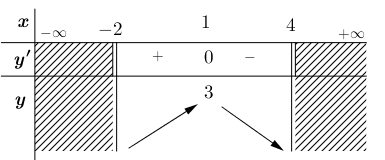 x −∞ −2 1 4 +∞
y′ + 0 −
y 3